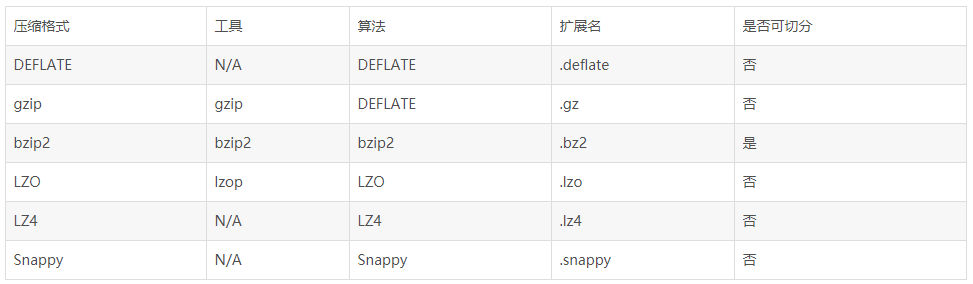 压缩格式 工具 算法 扩展名 是否可切分
DEFLATE N/A DEFLATE .deflate 否
gzip gzip DEFLATE .gz 否
bzip2 bzip2 bzip2 .bz2 是
LZO lzop LZO .lzo 否
LZ4 N/A LZ4 .lz4 否
Snappy N/A Snappy .snappy 否